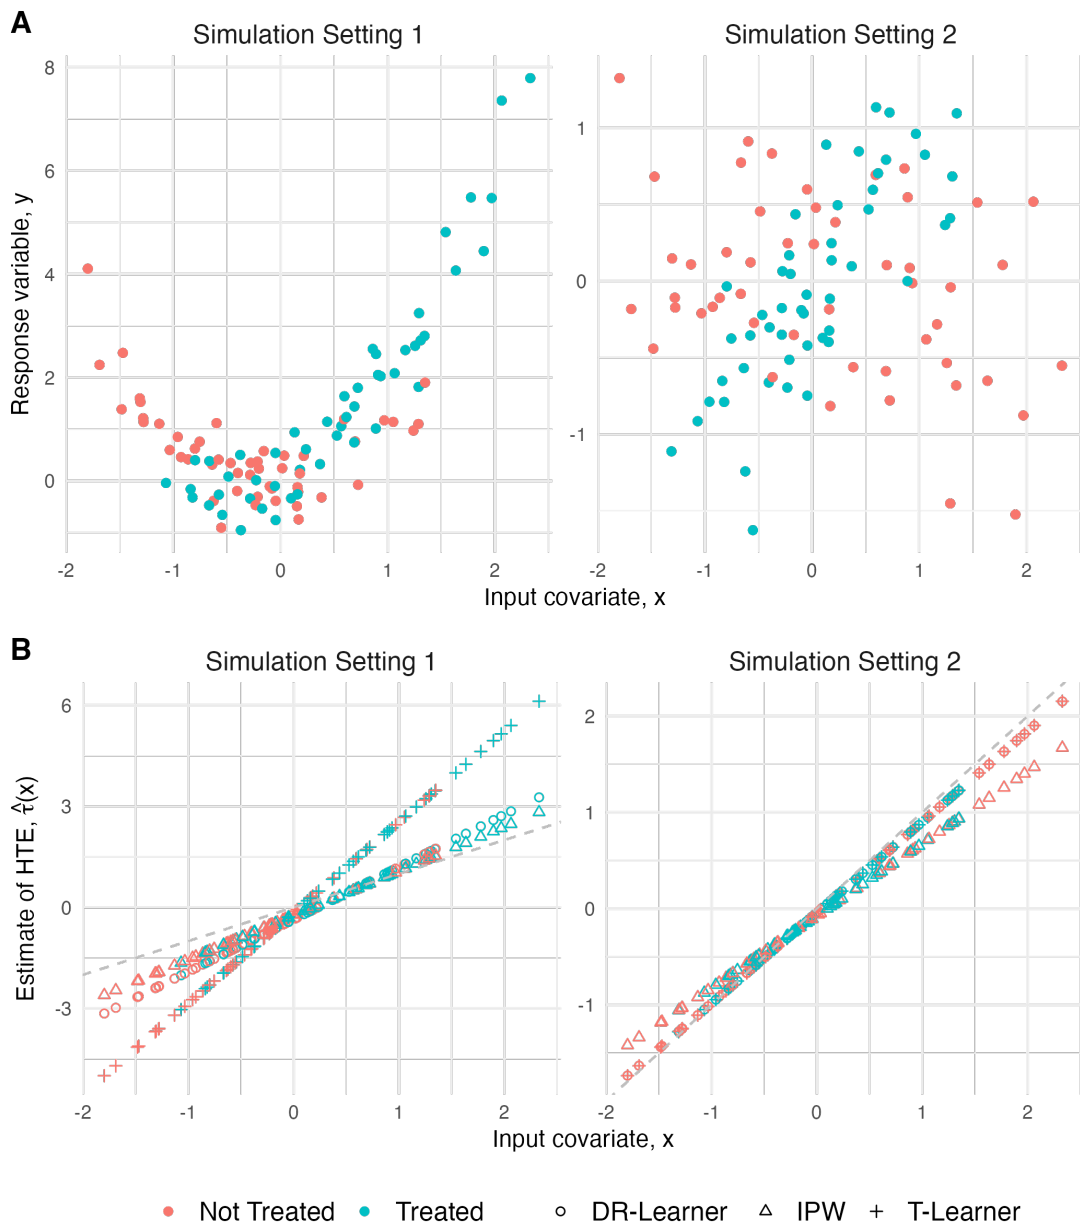 A
Simulation Setting 1
Simulation Setting 2
Response variable, y
8
6
4
2
0
-2 -1 0 1 2
1
0
-1
-2 -1 0 1 2
Input covariate, x
B
Simulation Setting 1
Simulation Setting 2
Estimate of HTE, τ̂(x)
6
3
0
-3
-2 -1 0 1 2
2
1
0
-1
-2 -1 0 1 2
Input covariate, x
Not Treated Treated DR-Learner IPW T-Learner